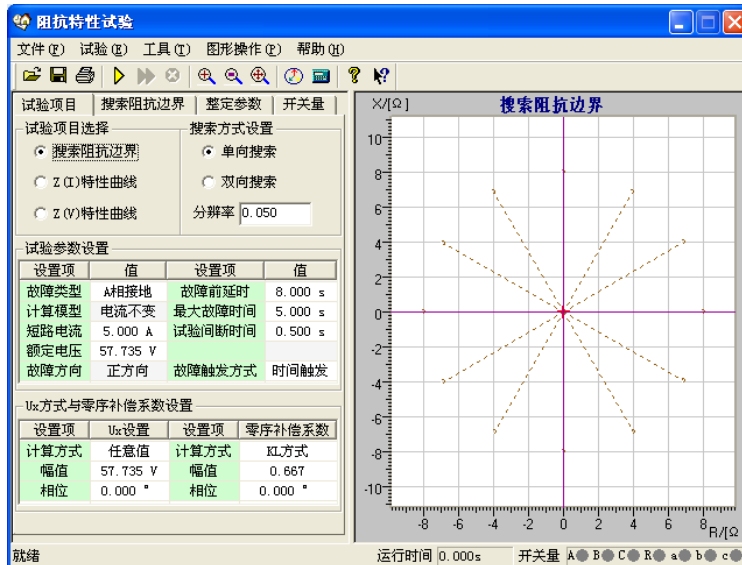 阻抗特性试验
文件(F) 试验(E) 工具(T) 图形操作(P) 帮助(H)
试验项目 搜索阻抗边界 整定参数 开关量
试验项目选择 搜索方式设置
搜索阻抗边界 单向搜索
Z(I)特性曲线 双向搜索
Z(V)特性曲线 分辨率 0.050
试验参数设置
设置项 值 设置项 值
故障类型 A相接地 故障前延时 8.000 s
计算模型 电流不变 最大故障时间 5.000 s
短路电流 5.000 A 试验间断时间 0.500 s
额定电压 57.735 V
故障方向 正方向 故障触发方式 时间触发
Ux方式与零序补偿系数设置
设置项 Ux设置 设置项 零序补偿系数
计算方式 任意值 计算方式 KL方式
幅值 57.735 V 幅值 0.667
相位 0.000 ° 相位 0.000 °
X/[Ω] 搜索阻抗边界
10
8
6
4
2
0
-2
-4
-6
-8
-10
-8 -6 -4 -2 0 2 4 6 8
R/[Ω
就绪 运行时间 0.000s 开关量 A B C R a b c